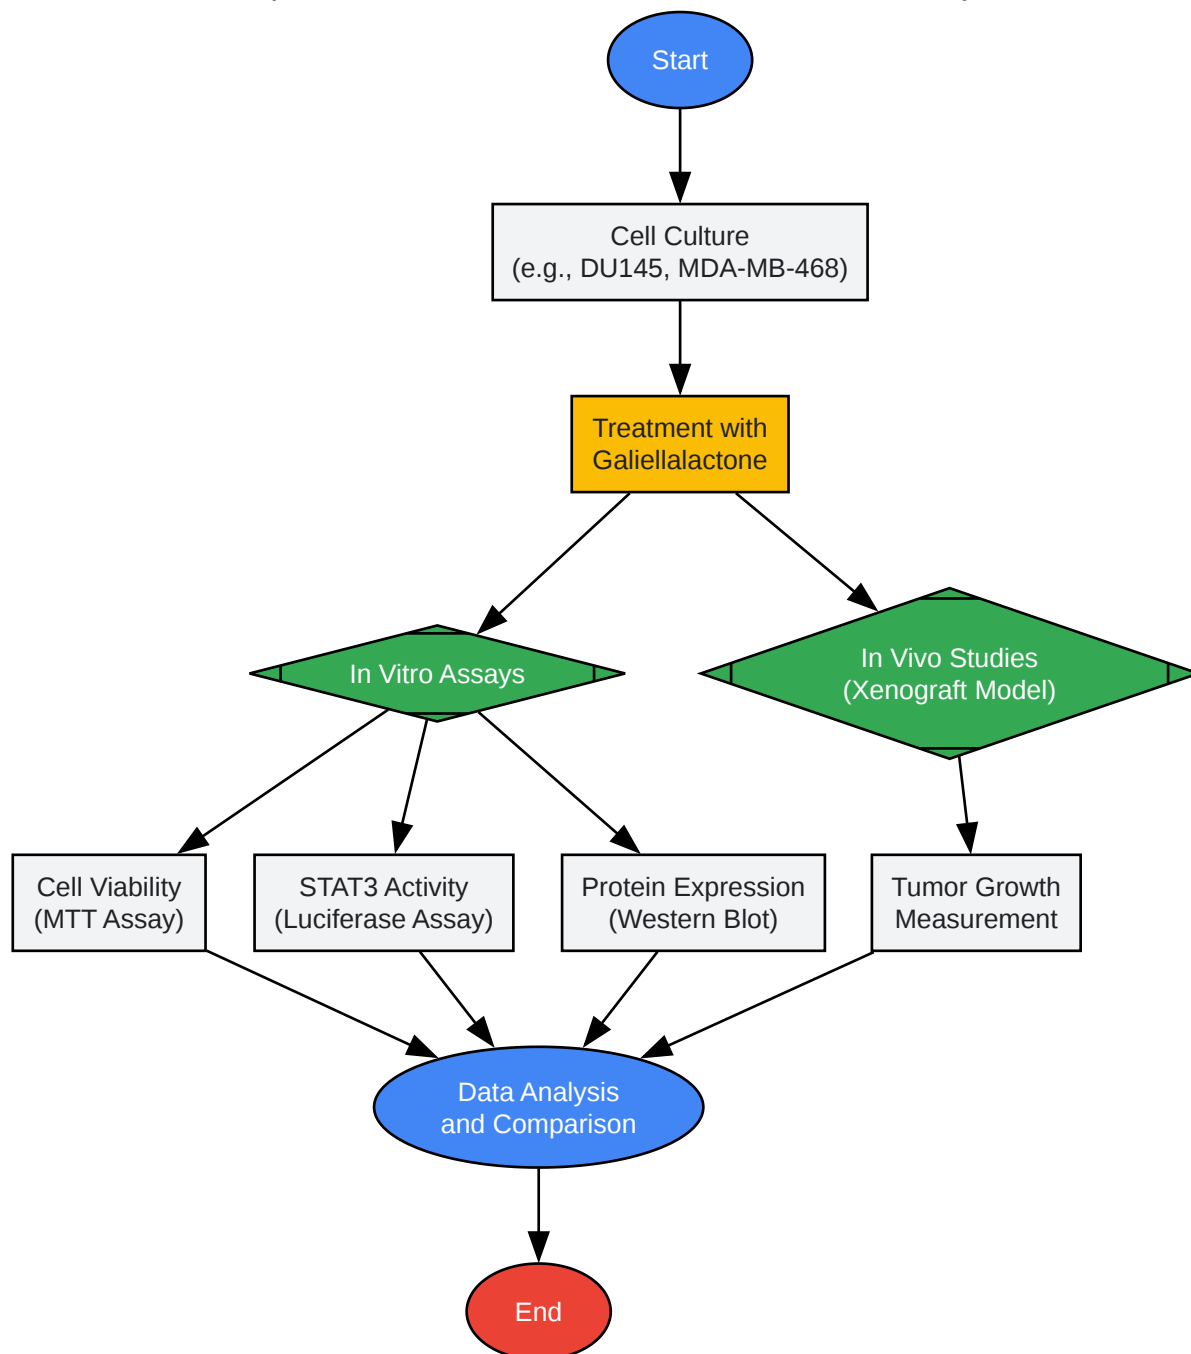 Start
Cell Culture
(e.g., DU145, MDA-MB-468)
Treatment with
Galiellalactone
In Vitro Assays
In Vivo Studies
(Xenograft Model)
Cell Viability
(MTT Assay)
STAT3 Activity
(Luciferase Assay)
Protein Expression
(Western Blot)
Tumor Growth
Measurement
Data Analysis
and Comparison
End